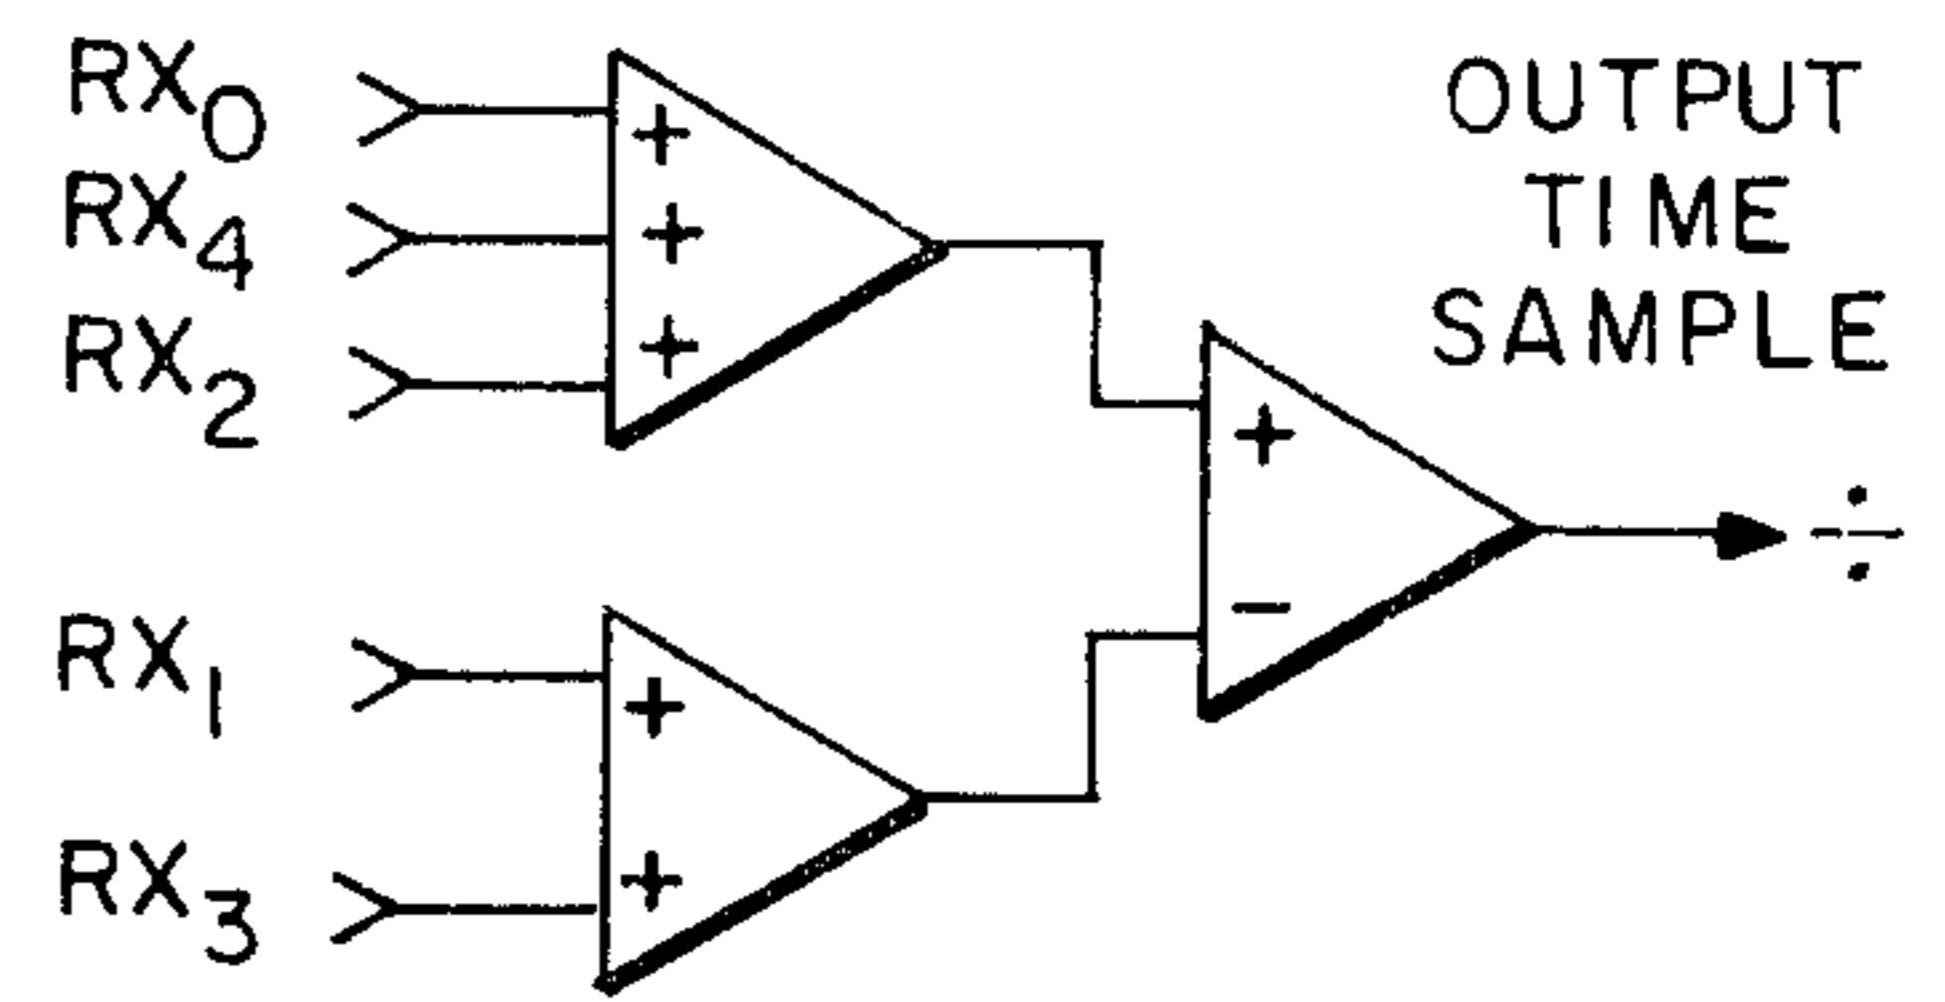 RX0
RX4
RX2
RX1
RX3
+
+
+
+
+
+
−
OUTPUT
TIME
SAMPLE
÷